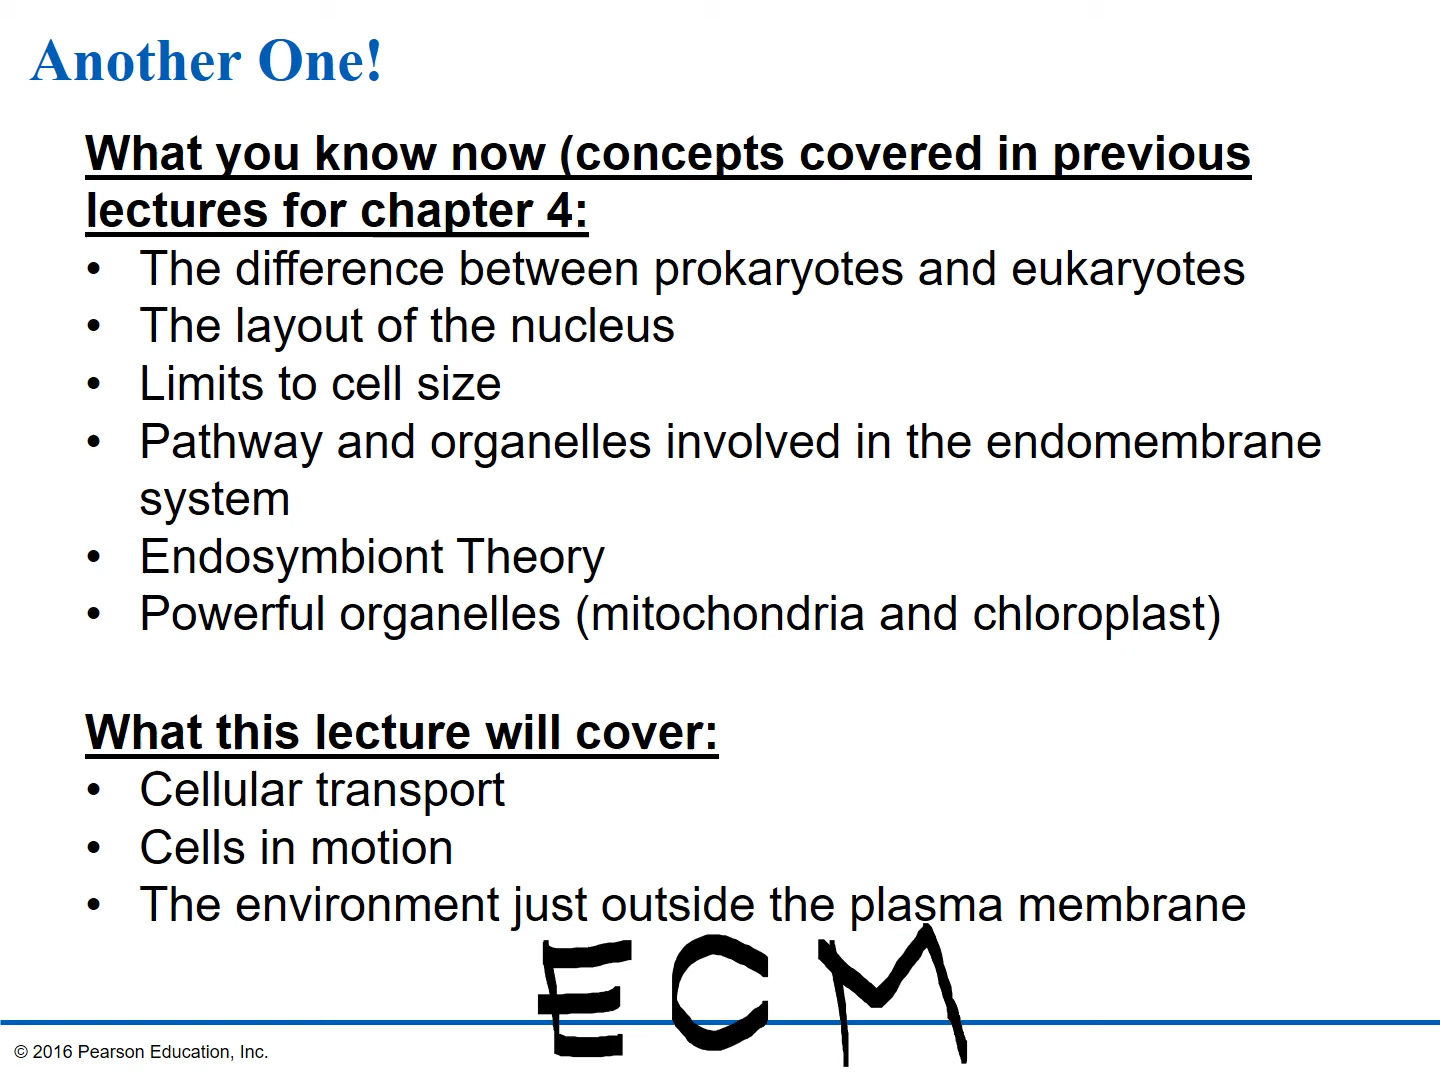 Another One!
What you know now (concepts covered in previous
lectures for chapter 4:
• The difference between prokaryotes and eukaryotes
• The layout of the nucleus
• Limits to cell size
• Pathway and organelles involved in the endomembrane
system
• Endosymbiont Theory
• Powerful organelles (mitochondria and chloroplast)
What this lecture will cover:
• Cellular transport
• Cells in motion
• The environment just outside the plasma membrane
ECM
© 2016 Pearson Education, Inc.